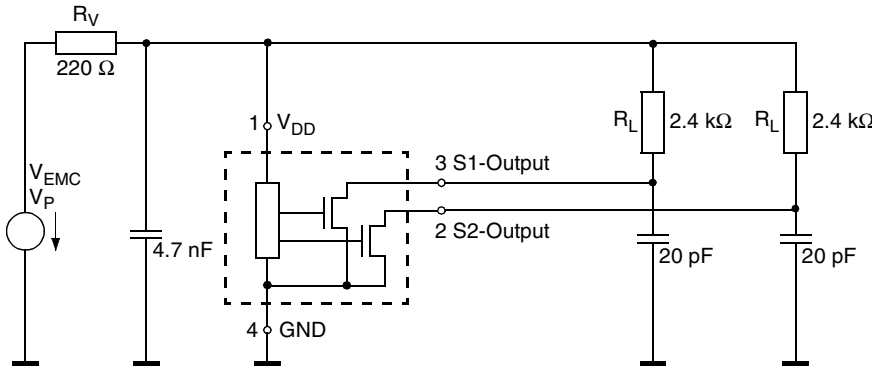 R_V
220 Ω
1 V_DD
R_L 2.4 kΩ R_L 2.4 kΩ
3 S1-Output
V_EMC
V_P
2 S2-Output
4.7 nF
20 pF 20 pF
4 GND